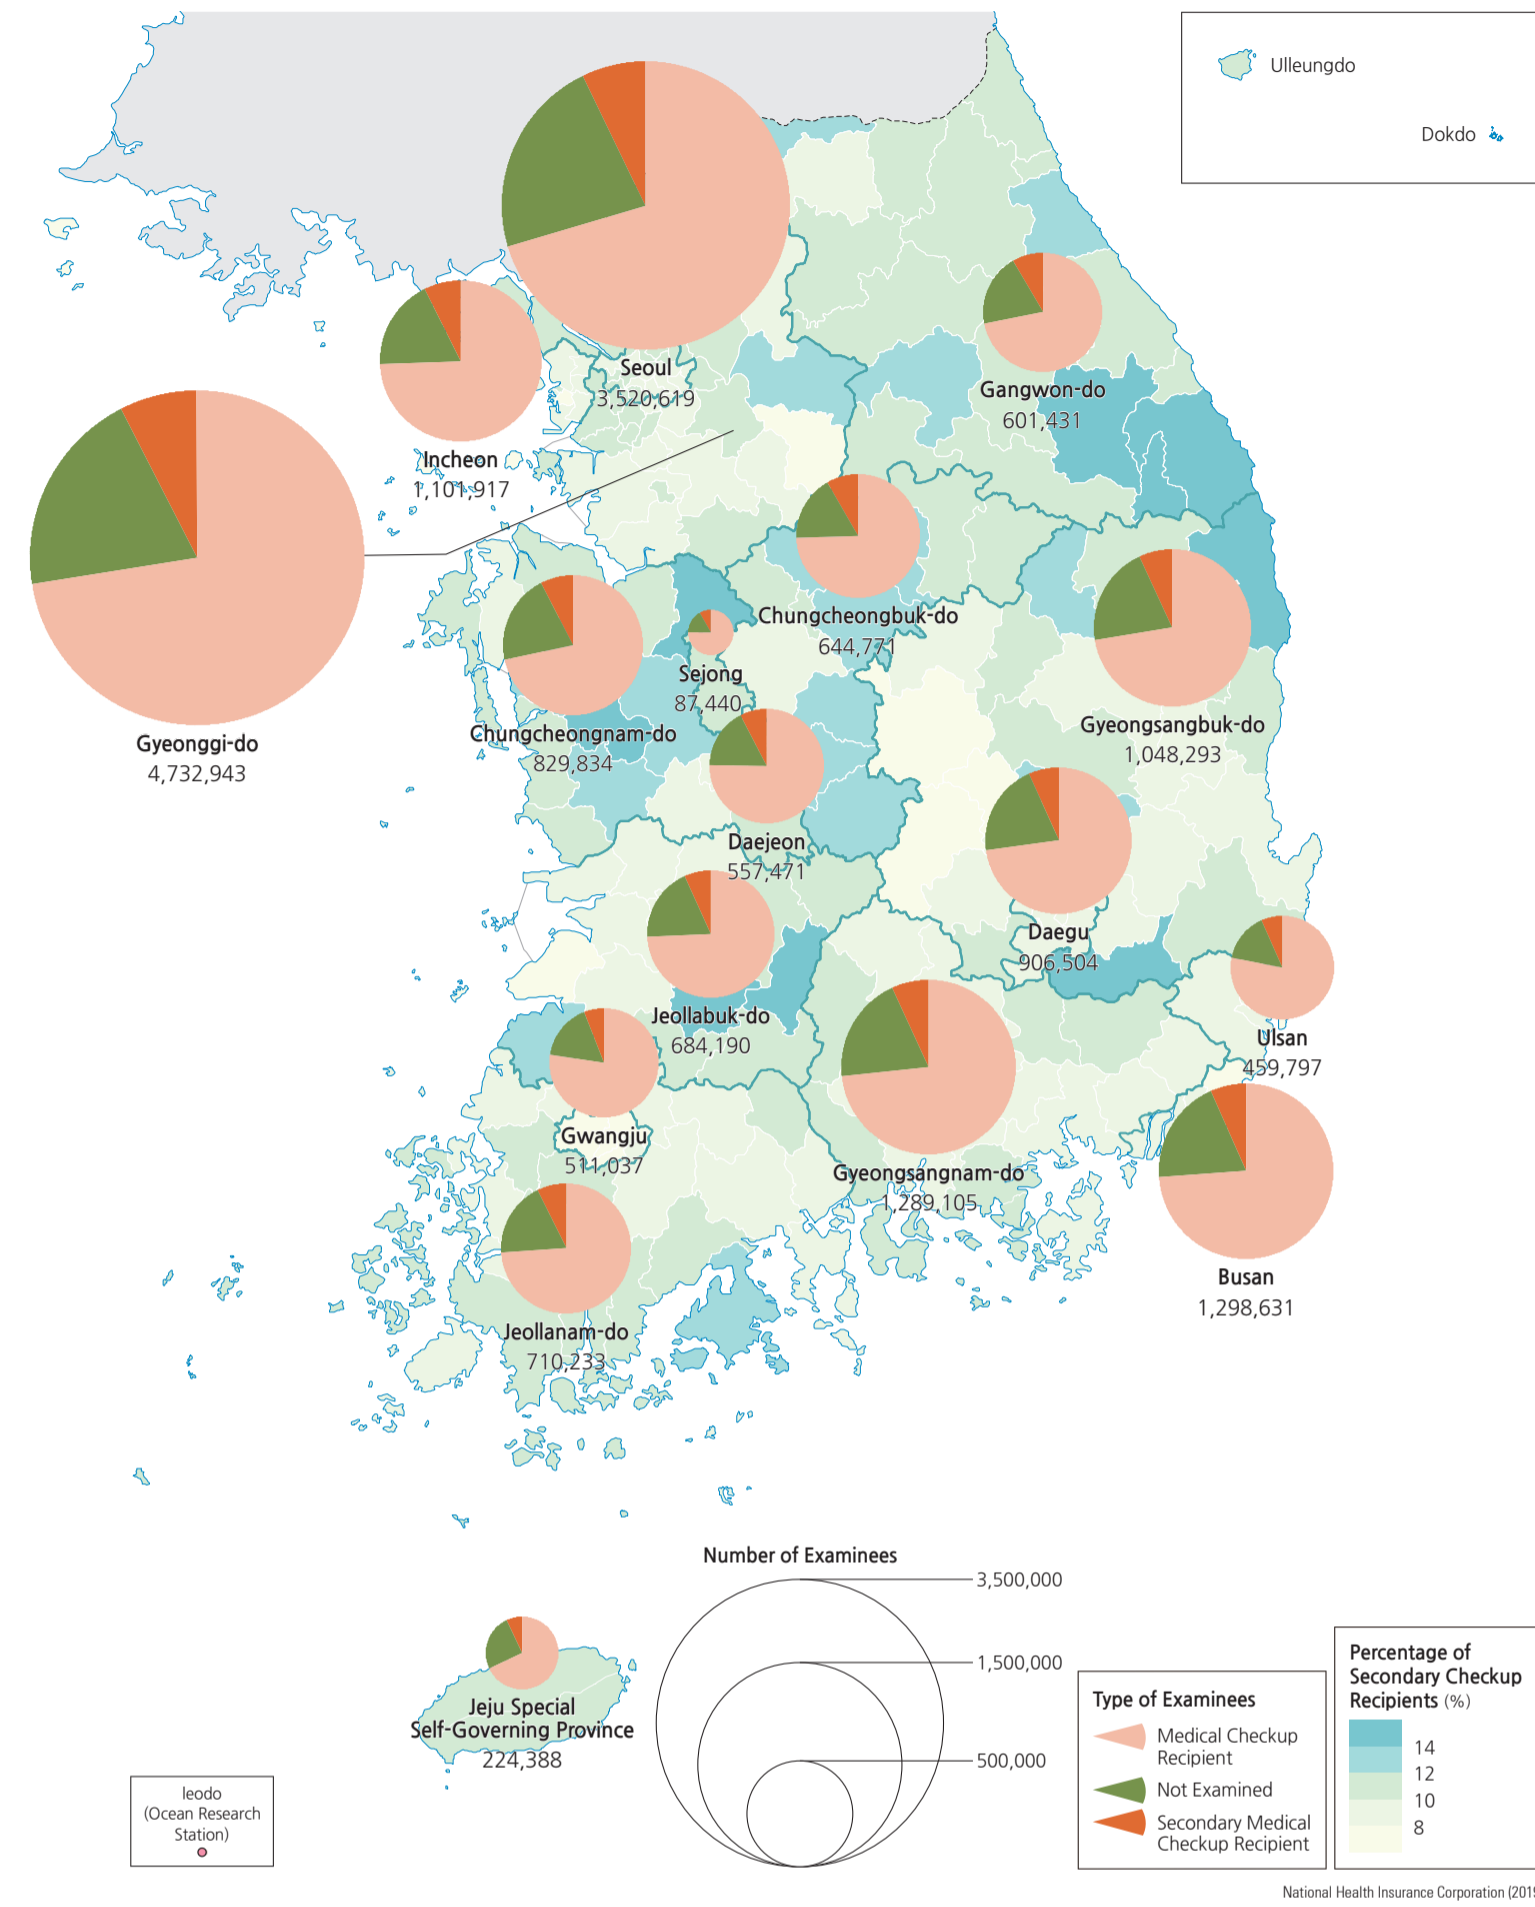 Ulleungdo
Dokdo
Seoul
3,520,619
Gangwon-do
601,431
Incheon
1,101,917
Chungcheongbuk-do
644,771
Sejong
87,440
Gyeongsangbuk-do
1,048,293
Chungcheongnam-do
829,834
Gyeonggi-do
4,732,943
Daejeon
557,471
Daegu
906,504
Jeollabuk-do
684,190
Ulsan
459,797
Gwangju
511,037
Gyeongsangnam-do
1,289,105
Busan
1,298,631
Jeollanam-do
710,233
Number of Examinees
3,500,000
1,500,000
500,000
Jeju Special
Self-Governing Province
224,388
Ieodo
(Ocean Research
Station)
Type of Examinees
Medical Checkup
Recipient
Not Examined
Secondary Medical
Checkup Recipient
Percentage of
Secondary Checkup
Recipients (%)
14
12
10
8
National Health Insurance Corporation (2019